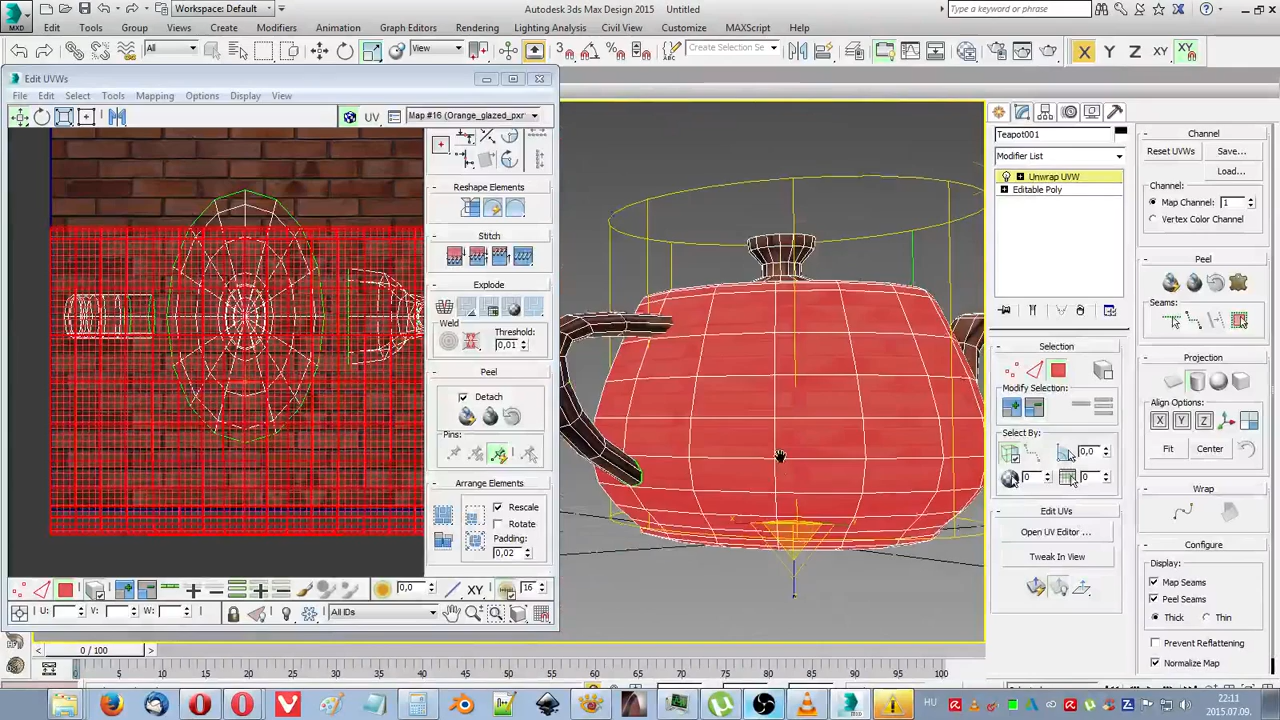 Workspace: Default
Autodesk 3ds Max Design 2015    Untitled
Type a keyword or phrase
MXD
Edit Tools Group Views Create Modifiers Animation Graph Editors Rendering Lighting Analysis Civil View Customize MAXScript Help
All
View
Create Selection Se
X Y Z XY
Edit UVWs
File Edit Select Tools Mapping Options Display View
UV
Map #16 (Orange_glazed_pxr
Reshape Elements
Stitch
Explode
Weld
Threshold:
0,01
Peel
Detach
Pins:
Arrange Elements
Rescale
Rotate
Padding:
0,02
0,0
XY
16
U:
V:
W:
All IDs
Teapot001
Modifier List
Unwrap UVW
Editable Poly
Selection
Modify Selection:
Select By:
0,0
0
0
Edit UVs
Open UV Editor ...
Tweak In View
Channel
Reset UVWs
Save...
Load...
Channel:
Map Channel: 1
Vertex Color Channel
Peel
Seams:
Projection
Align Options:
X Y Z
Fit
Center
Wrap
Configure
Display:
Map Seams
Peel Seams
Thick
Thin
Prevent Reflattening
Normalize Map
0 / 100
5 10 15 20 25 30 35 40 45 50 55 60 65 70 75 80 85 90 95 100
HU
22:11
2015.07.09.